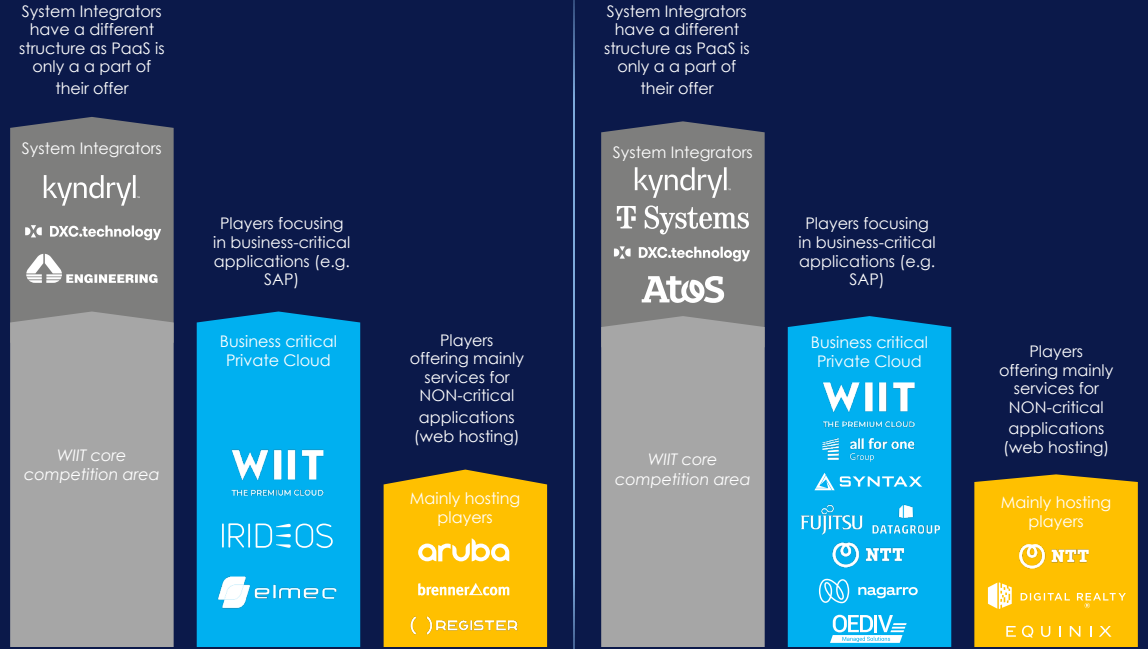 System Integrators
have a different
structure as PaaS is
only a a part of
their offer
System Integrators
kyndryl.
DXC.technology
ENGINEERING
WIIT core
competition area
Players focusing
in business-critical
applications (e.g.
SAP)
Business critical
Private Cloud
WIIT
THE PREMIUM CLOUD
IRIDEOS
elmec
Players
offering mainly
services for
NON-critical
applications
(web hosting)
Mainly hosting
players
aruba
brenner.com
( ) REGISTER
System Integrators
have a different
structure as PaaS is
only a a part of
their offer
System Integrators
kyndryl.
T Systems
DXC.technology
Atos
WIIT core
competition area
Players focusing
in business-critical
applications (e.g.
SAP)
Business critical
Private Cloud
WIIT
THE PREMIUM CLOUD
all for one
Group
SYNTAX
FUJITSU
DATAGROUP
NTT
nagarro
OEDIV
Managed Solutions
Players
offering mainly
services for
NON-critical
applications
(web hosting)
Mainly hosting
players
NTT
DIGITAL REALTY®
EQUINIX